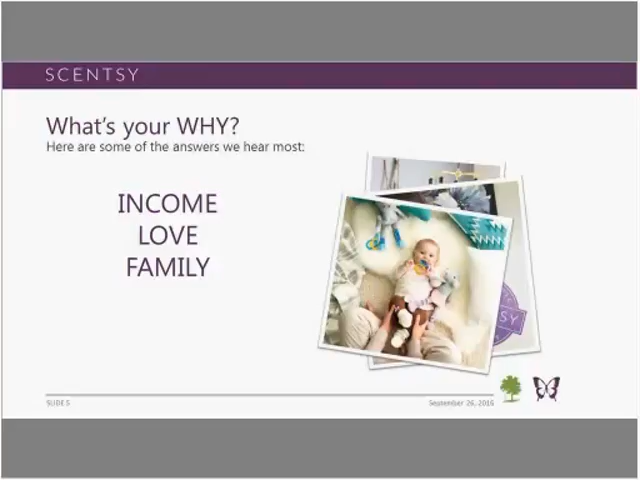 SCENTSY
What's your WHY?
Here are some of the answers we hear most:
INCOME
LOVE
FAMILY
SY
SLIDE 5
September 26, 2016